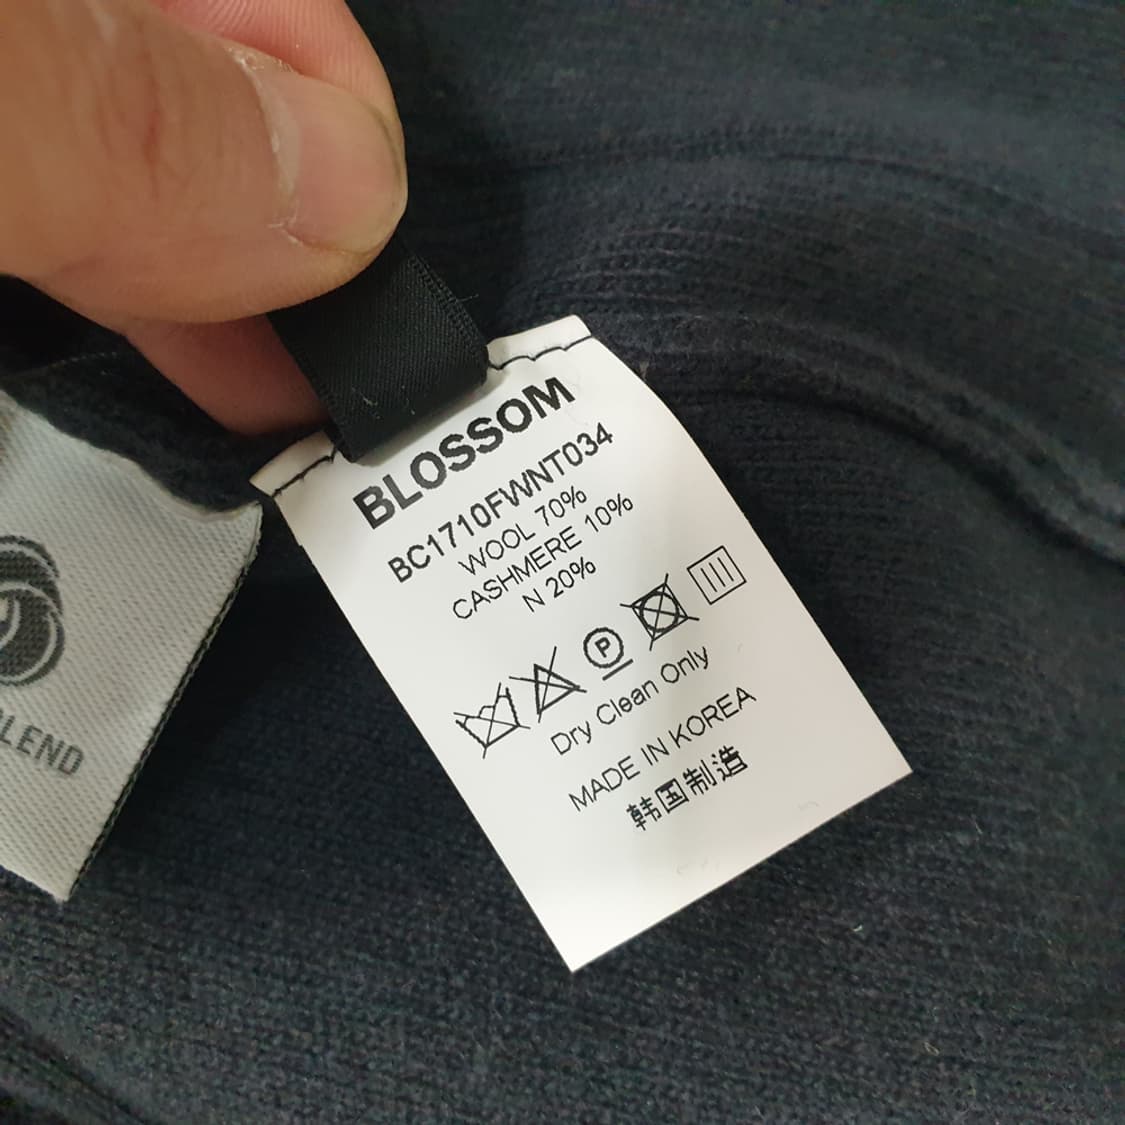 BLOSSOM
BC1710FWNT034
WOOL 70%
CASHMERE 10%
N 20%
P
Dry Clean Only
MADE IN KOREA
韩国制造
LEND